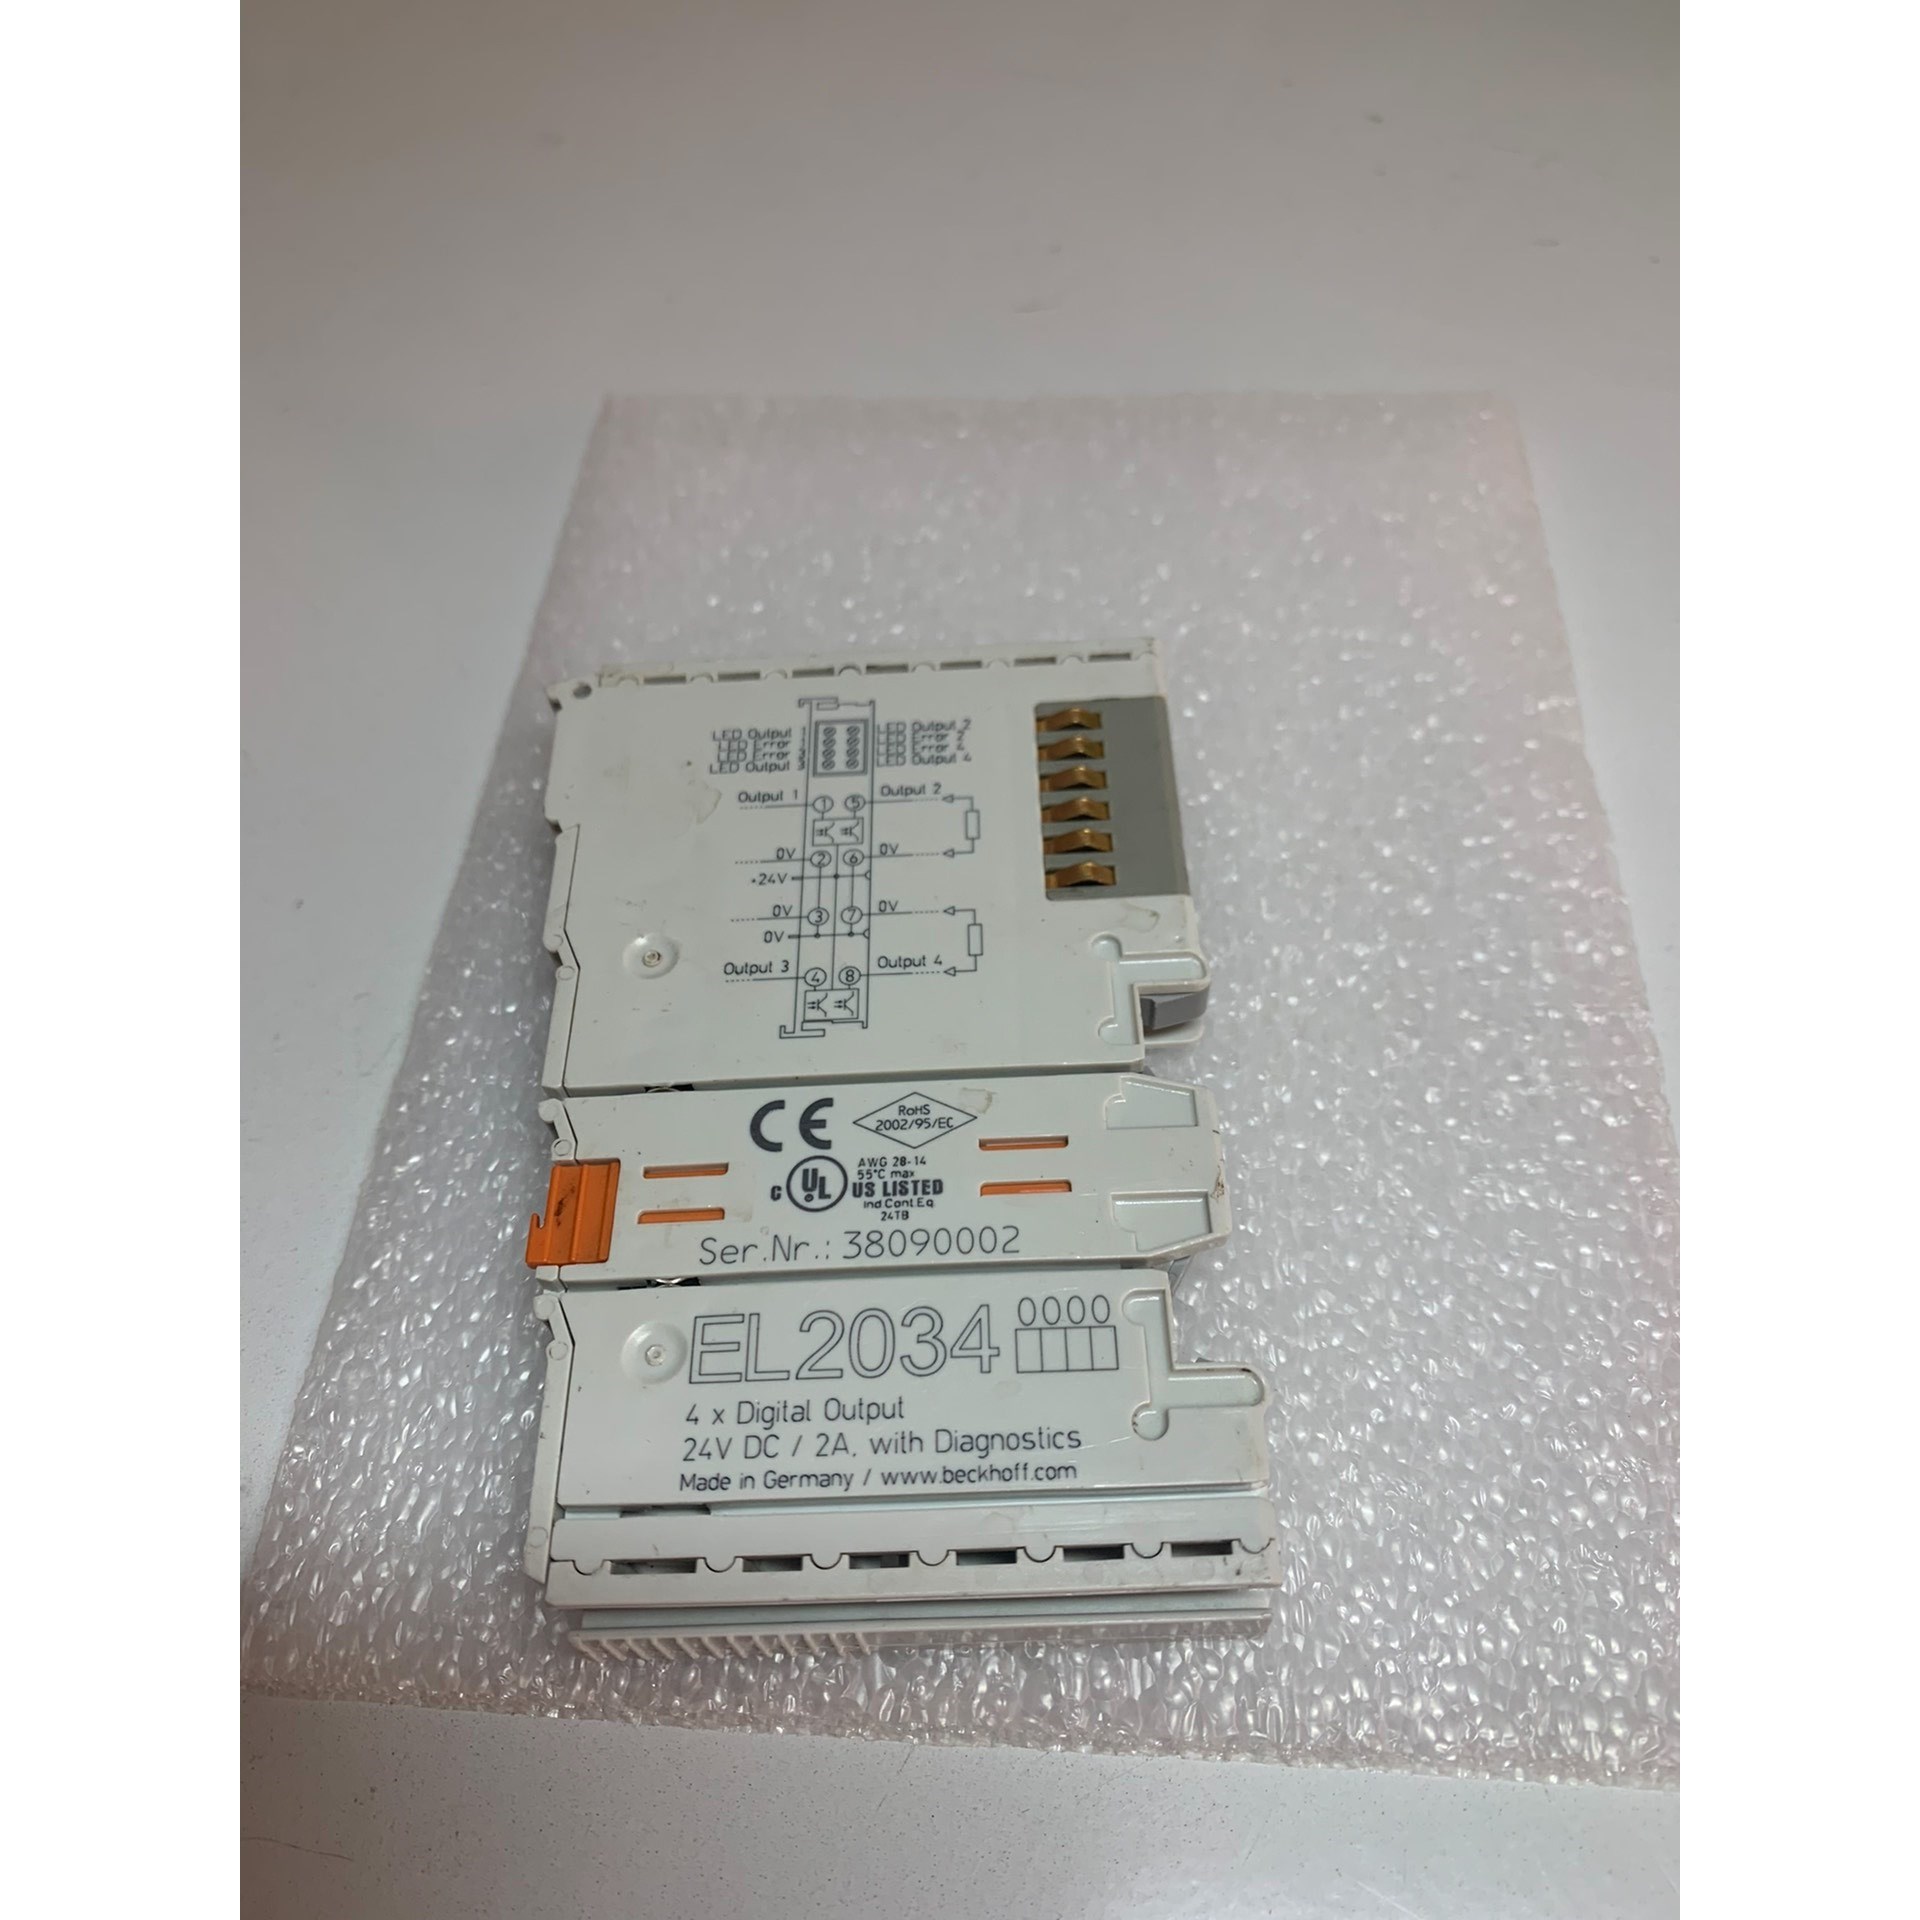 LED Output 1 LED Output 2
LED Error LED Error 2
LED Error 3 LED Error
LED Output 3 LED Output 4
Output 1 1 5 Output 2
0V 2 6 0V
+24V
0V 3 7 0V
0V
Output 3 4 8 Output 4
CE RoHS
2002/95/EC
AWG 28-14
55°C max
c UL US LISTED
Ind.Cont.Eq.
24TB
Ser.Nr.: 38090002
EL2034 0000
4 x Digital Output
24V DC / 2A, with Diagnostics
Made in Germany / www.beckhoff.com